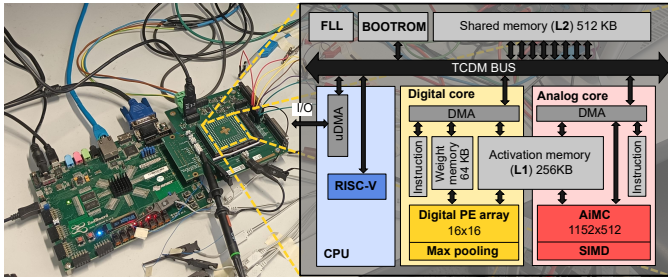 FLL
BOOTROM
Shared memory (L2) 512 KB
TCDM BUS
I/O
uDMA
RISC-V
CPU
Digital core
DMA
Instruction
Weight
memory
64 KB
Digital PE array
16x16
Max pooling
Analog core
DMA
Activation memory
(L1) 256KB
Instruction
AiMC
1152x512
SIMD